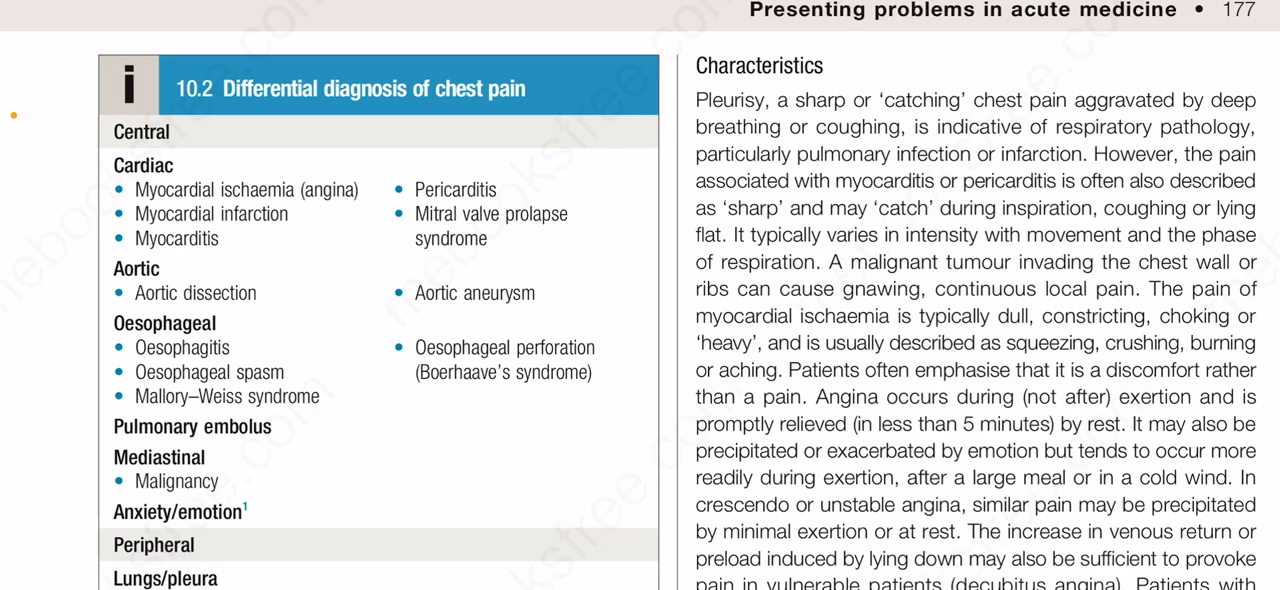 Presenting problems in acute medicine • 177
i 10.2 Differential diagnosis of chest pain
Central
Cardiac
• Myocardial ischaemia (angina)
• Myocardial infarction
• Myocarditis
• Pericarditis
• Mitral valve prolapse
syndrome
Aortic
• Aortic dissection
• Aortic aneurysm
Oesophageal
• Oesophagitis
• Oesophageal spasm
• Mallory–Weiss syndrome
• Oesophageal perforation
(Boerhaave's syndrome)
Pulmonary embolus
Mediastinal
• Malignancy
Anxiety/emotion¹
Peripheral
Lungs/pleura
Characteristics
Pleurisy, a sharp or ‘catching’ chest pain aggravated by deep
breathing or coughing, is indicative of respiratory pathology,
particularly pulmonary infection or infarction. However, the pain
associated with myocarditis or pericarditis is often also described
as ‘sharp’ and may ‘catch’ during inspiration, coughing or lying
flat. It typically varies in intensity with movement and the phase
of respiration. A malignant tumour invading the chest wall or
ribs can cause gnawing, continuous local pain. The pain of
myocardial ischaemia is typically dull, constricting, choking or
‘heavy’, and is usually described as squeezing, crushing, burning
or aching. Patients often emphasise that it is a discomfort rather
than a pain. Angina occurs during (not after) exertion and is
promptly relieved (in less than 5 minutes) by rest. It may also be
precipitated or exacerbated by emotion but tends to occur more
readily during exertion, after a large meal or in a cold wind. In
crescendo or unstable angina, similar pain may be precipitated
by minimal exertion or at rest. The increase in venous return or
preload induced by lying down may also be sufficient to provoke
pain in vulnerable patients (decubitus angina). Patients with